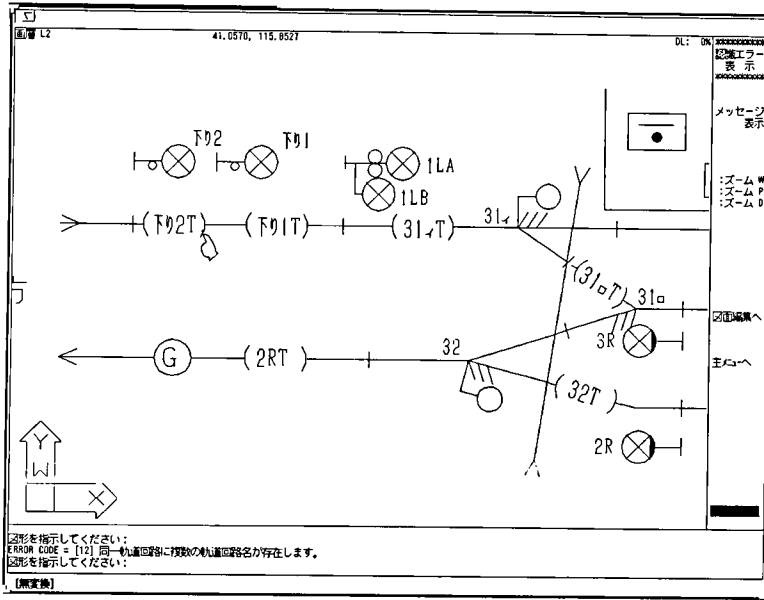 L2
41.0570, 115.8527
DL: 0%
**********
エラー
表示
**********
メッセージ
表示
:ズーム W
:ズーム P
:ズーム D
図面編集へ
主メニューへ
下り2
下り1
1LA
1LB
(下り2T)
(下り1T)
(31イT)
31イ
(31ロT)
31ロ
3R
G
(2RT)
32
(32T)
2R
Y
W
X
図形を指示してください:
ERROR CODE = [12] 同一軌道回路に複数の軌道回路名が存在します。
図形を指示してください:
[無変換]